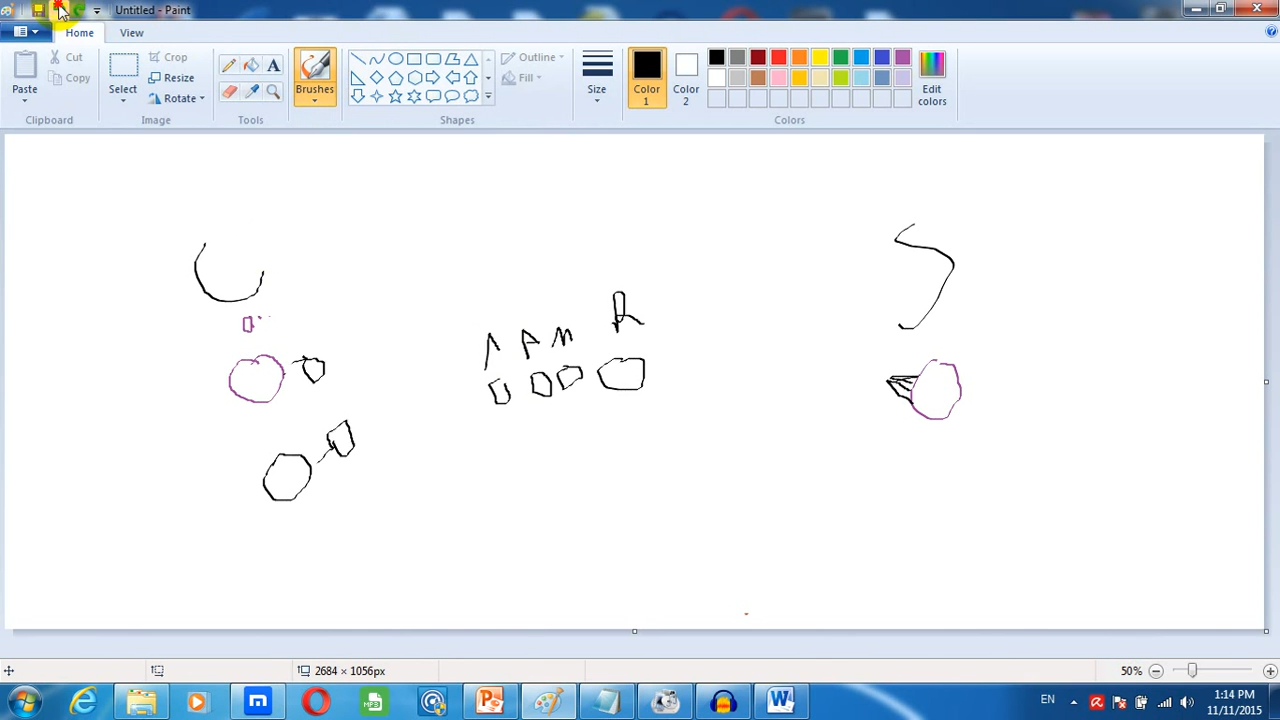 Untitled - Paint
Home
View
Paste
Cut
Copy
Clipboard
Select
Crop
Resize
Rotate
Image
A
Tools
Brushes
Outline
Fill
Shapes
Size
Color
1
Color
2
Edit
colors
Colors
U
S
R
2684 × 1056px
50%
MP3
EN
1:14 PM
11/11/2015